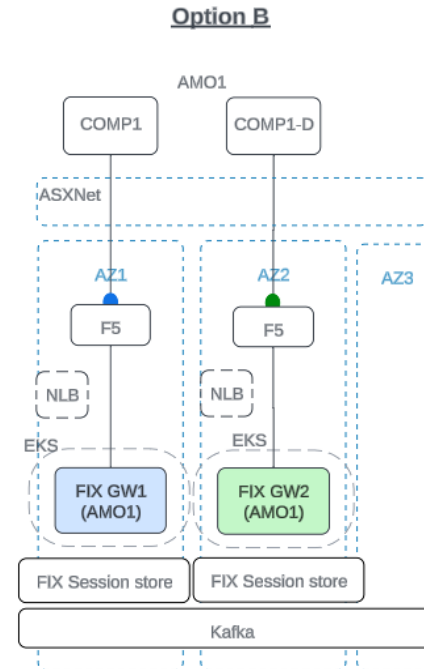 Option B
AMO1
COMP1
COMP1-D
ASXNet
AZ1
AZ2
AZ3
F5
F5
NLB
NLB
EKS
EKS
FIX GW1
(AMO1)
FIX GW2
(AMO1)
FIX Session store
FIX Session store
Kafka